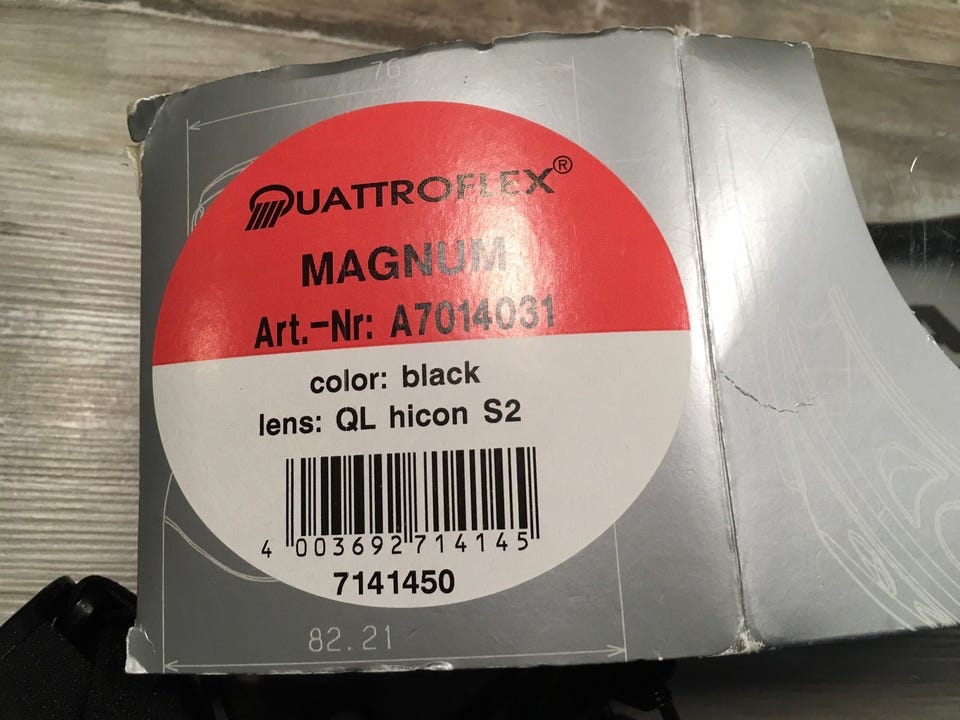 76
QUATTROFLEX®
MAGNUM
Art.-Nr: A7014031
color: black
lens: QL hicon S2
4 003692 714145
7141450
82.21